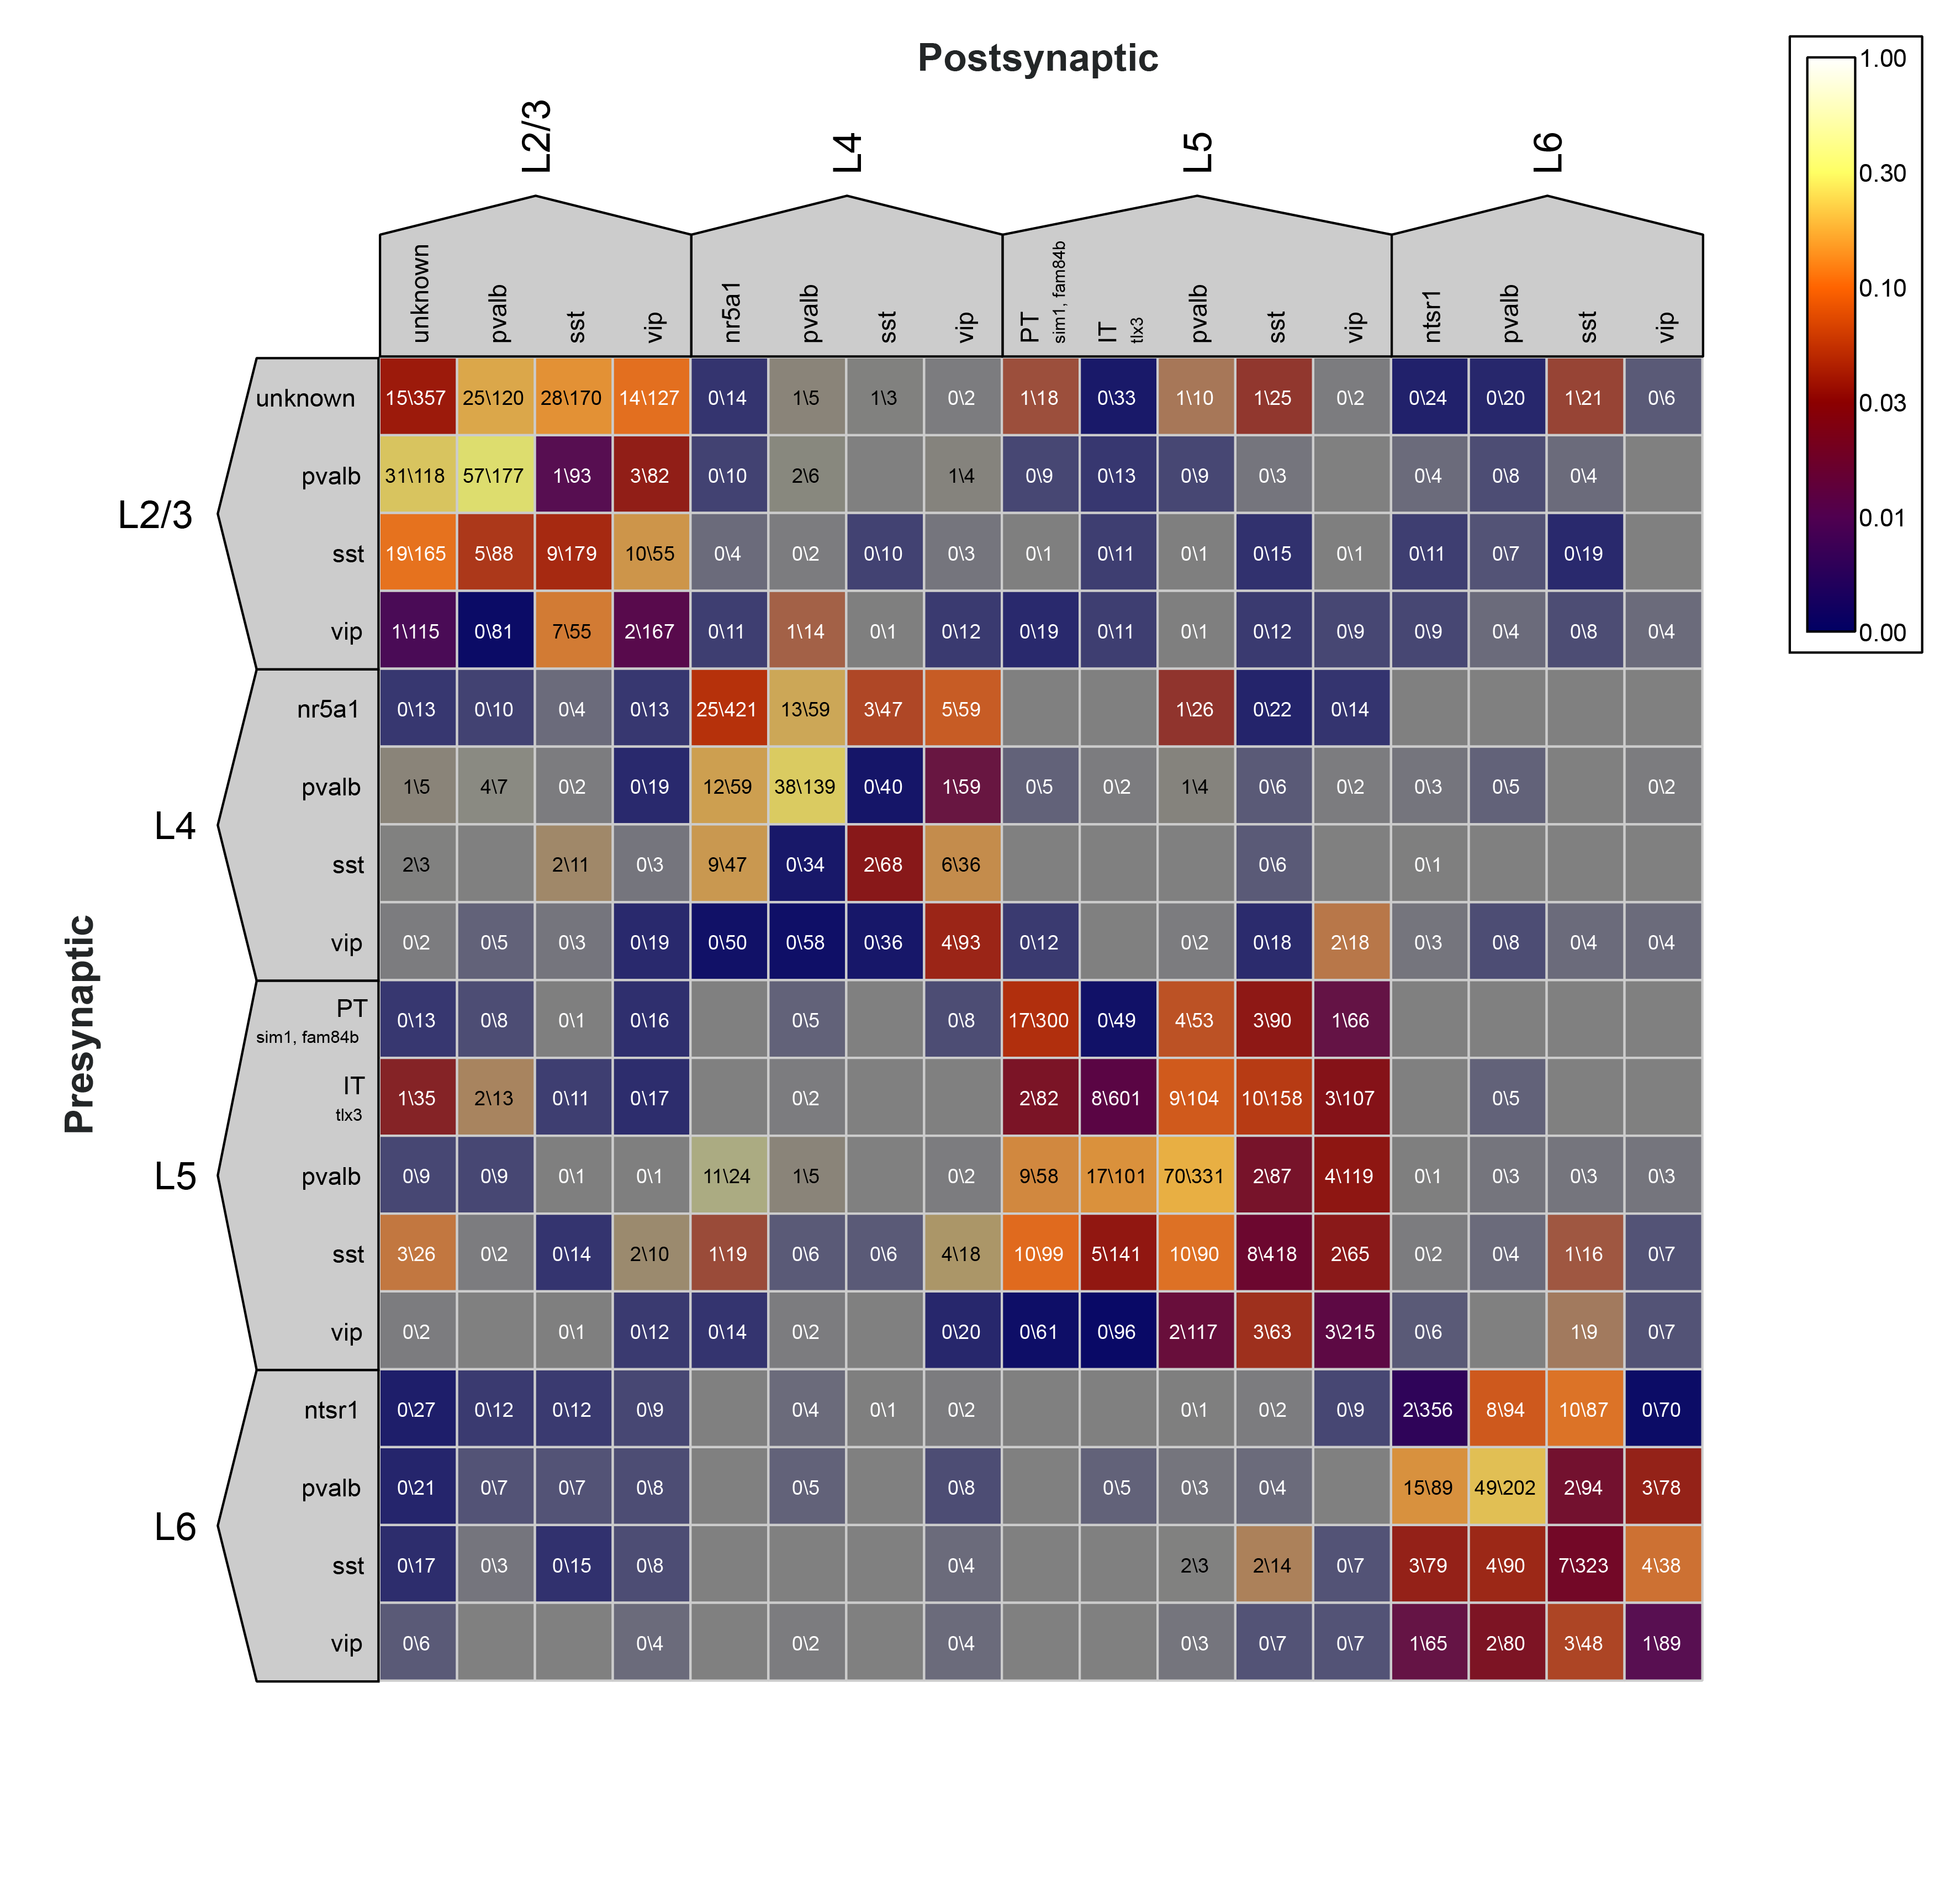 Postsynaptic
L2/3 L4 L5 L6
unknown pvalb sst vip nr5a1 pvalb sst vip PT sim1, fam84b IT tlx3 pvalb sst vip ntsr1 pvalb sst vip
1.00
0.30
0.10
0.03
0.01
0.00
Presynaptic
L2/3
unknown 15\357 25\120 28\170 14\127 0\14 1\5 1\3 0\2 1\18 0\33 1\10 1\25 0\2 0\24 0\20 1\21 0\6
pvalb 31\118 57\177 1\93 3\82 0\10 2\6 1\4 0\9 0\13 0\9 0\3 0\4 0\8 0\4
sst 19\165 5\88 9\179 10\55 0\4 0\2 0\10 0\3 0\1 0\11 0\1 0\15 0\1 0\11 0\7 0\19
vip 1\115 0\81 7\55 2\167 0\11 1\14 0\1 0\12 0\19 0\11 0\1 0\12 0\9 0\9 0\4 0\8 0\4
L4
nr5a1 0\13 0\10 0\4 0\13 25\421 13\59 3\47 5\59 1\26 0\22 0\14
pvalb 1\5 4\7 0\2 0\19 12\59 38\139 0\40 1\59 0\5 0\2 1\4 0\6 0\2 0\3 0\5 0\2
sst 2\3 2\11 0\3 9\47 0\34 2\68 6\36 0\6 0\1
vip 0\2 0\5 0\3 0\19 0\50 0\58 0\36 4\93 0\12 0\2 0\18 2\18 0\3 0\8 0\4 0\4
L5
PT 0\13 0\8 0\1 0\16 0\5 0\8 17\300 0\49 4\53 3\90 1\66
sim1, fam84b
IT 1\35 2\13 0\11 0\17 0\2 2\82 8\601 9\104 10\158 3\107 0\5
tlx3
pvalb 0\9 0\9 0\1 0\1 11\24 1\5 0\2 9\58 17\101 70\331 2\87 4\119 0\1 0\3 0\3 0\3
sst 3\26 0\2 0\14 2\10 1\19 0\6 0\6 4\18 10\99 5\141 10\90 8\418 2\65 0\2 0\4 1\16 0\7
vip 0\2 0\1 0\12 0\14 0\2 0\20 0\61 0\96 2\117 3\63 3\215 0\6 1\9 0\7
L6
ntsr1 0\27 0\12 0\12 0\9 0\4 0\1 0\2 0\1 0\2 0\9 2\356 8\94 10\87 0\70
pvalb 0\21 0\7 0\7 0\8 0\5 0\8 0\5 0\3 0\4 15\89 49\202 2\94 3\78
sst 0\17 0\3 0\15 0\8 0\4 2\3 2\14 0\7 3\79 4\90 7\323 4\38
vip 0\6 0\4 0\2 0\4 0\3 0\7 0\7 1\65 2\80 3\48 1\89